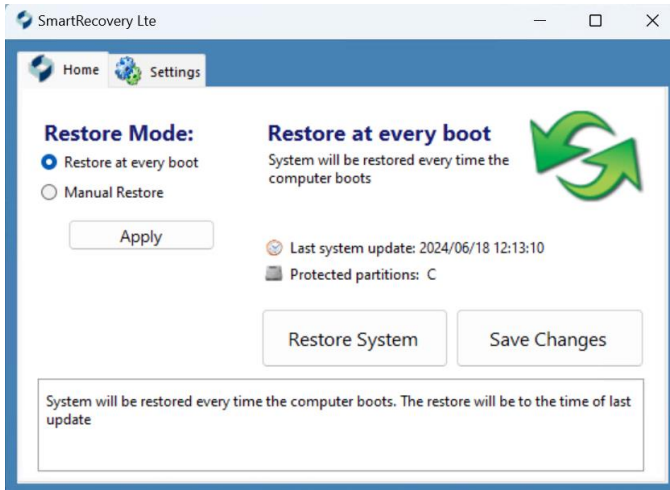 SmartRecovery Lte
Home
Settings
Restore Mode:
Restore at every boot
Manual Restore
Apply
Restore at every boot
System will be restored every time the
computer boots
Last system update: 2024/06/18 12:13:10
Protected partitions: C
Restore System
Save Changes
System will be restored every time the computer boots. The restore will be to the time of last
update